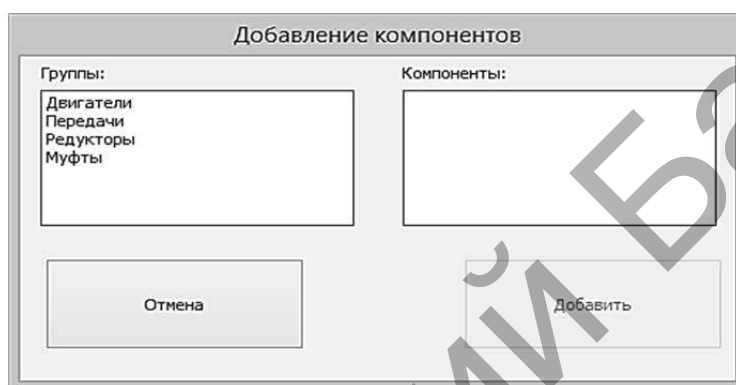 Добавление компонентов
Группы:
Компоненты:
Двигатели
Передачи
Редукторы
Муфты
Отмена
Добавить